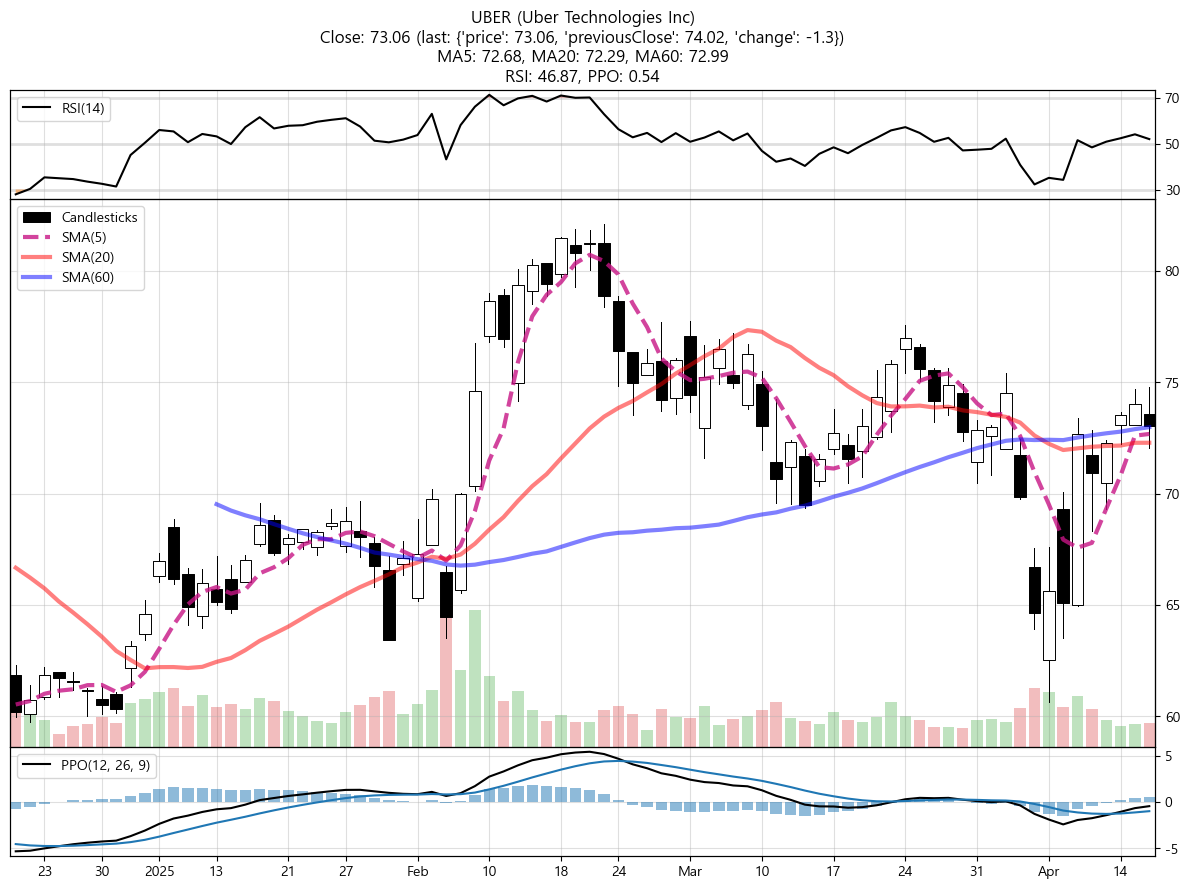 UBER (Uber Technologies Inc)
Close: 73.06 (last: {'price': 73.06, 'previousClose': 74.02, 'change': -1.3})
MA5: 72.68, MA20: 72.29, MA60: 72.99
RSI: 46.87, PPO: 0.54
RSI(14)
70
50
30
Candlesticks
SMA(5)
SMA(20)
SMA(60)
80
75
70
65
60
PPO(12, 26, 9)
5
0
-5
23 30 2025 13 21 27 Feb 10 18 24 Mar 10 17 24 31 Apr 14